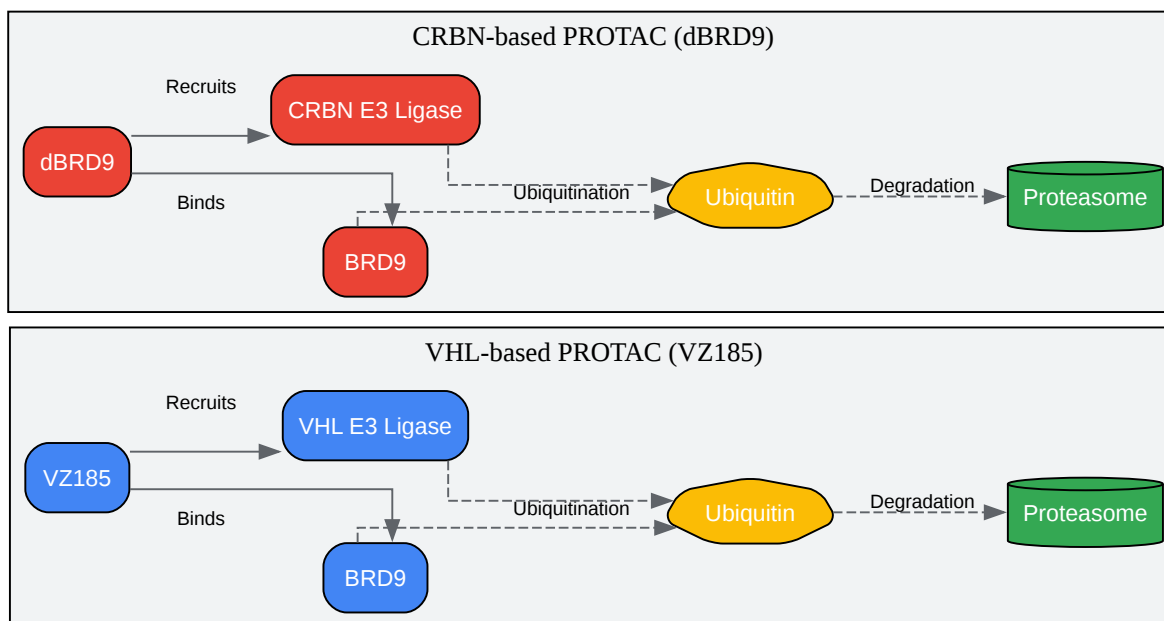 CRBN-based PROTAC (dBRD9)
Recruits
CRBN E3 Ligase
dBRD9
Binds
Ubiquitination
Ubiquitin
Degradation
Proteasome
BRD9
VHL-based PROTAC (VZ185)
Recruits
VHL E3 Ligase
VZ185
Binds
Ubiquitination
Ubiquitin
Degradation
Proteasome
BRD9